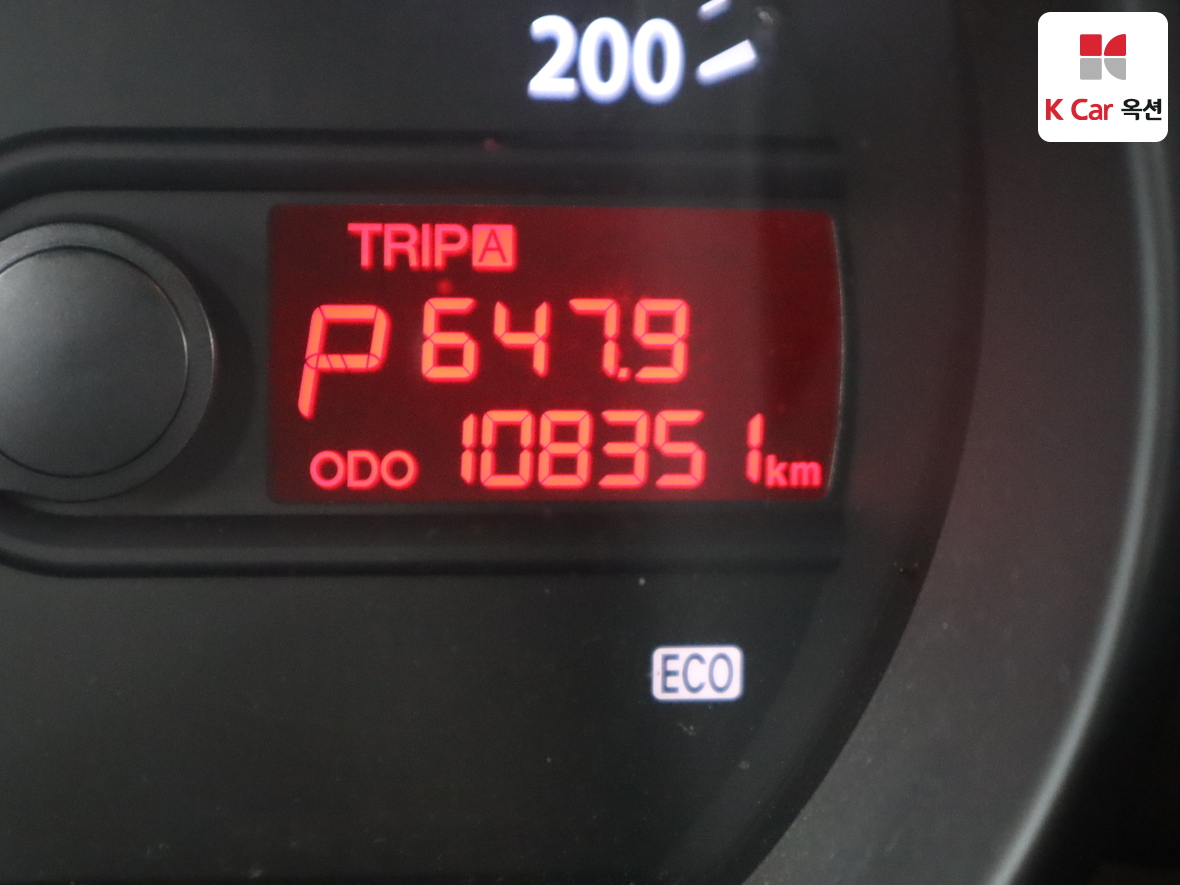 200
K Car 옥션
TRIP A
P 647.9
ODO 108351 km
ECO